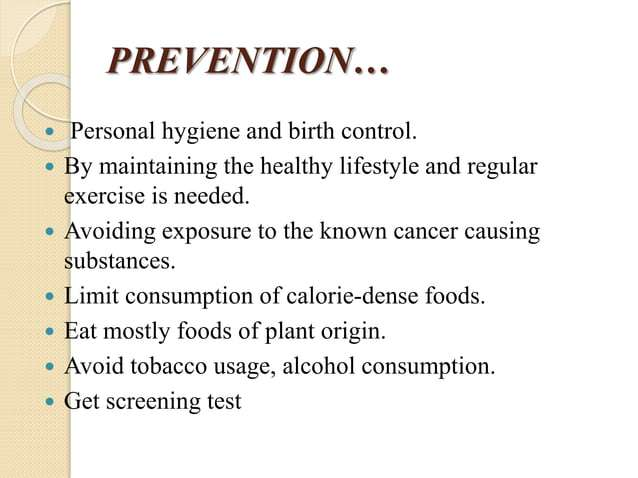 PREVENTION…
Personal hygiene and birth control.
By maintaining the healthy lifestyle and regular
exercise is needed.
Avoiding exposure to the known cancer causing
substances.
Limit consumption of calorie-dense foods.
Eat mostly foods of plant origin.
Avoid tobacco usage, alcohol consumption.
Get screening test